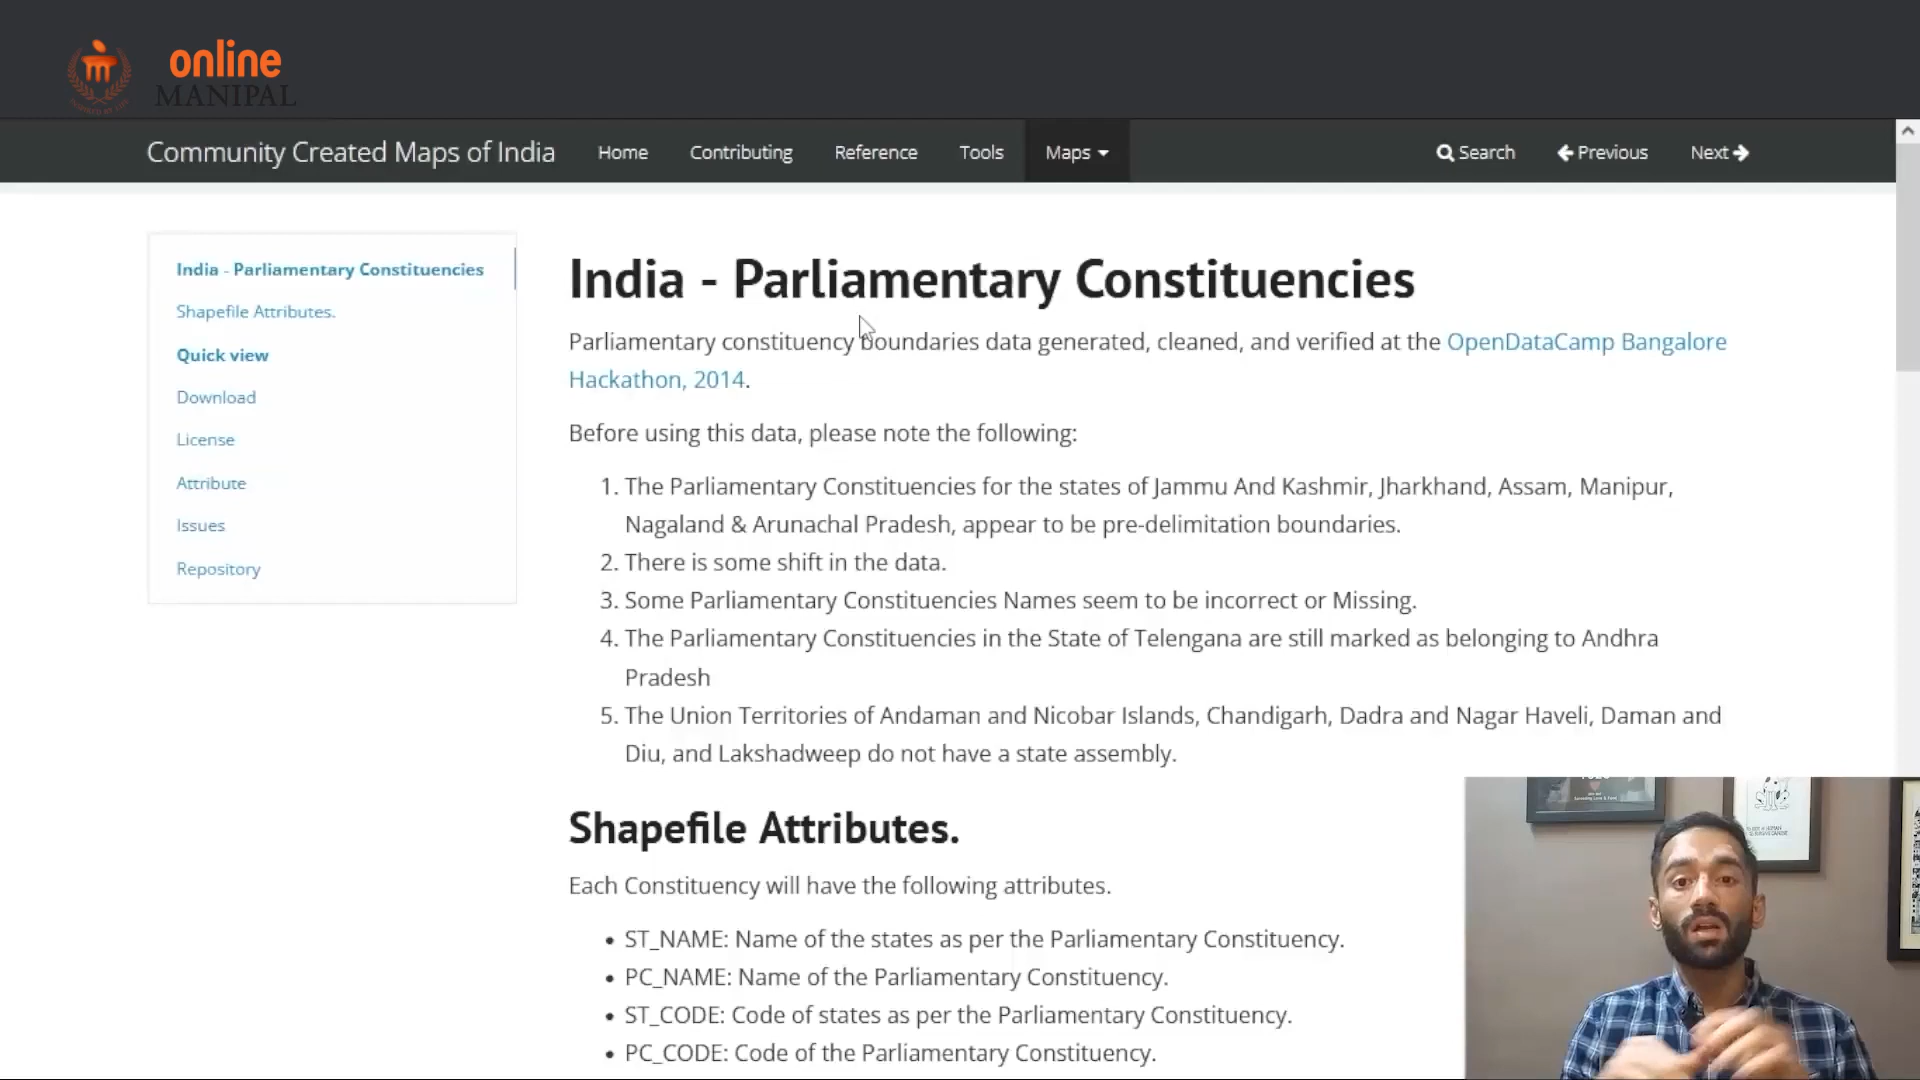 online
MANIPAL
Community Created Maps of India
Home
Contributing
Reference
Tools
Maps
Search
Previous
Next
India - Parliamentary Constituencies
Shapefile Attributes.
Quick view
Download
License
Attribute
Issues
Repository
India - Parliamentary Constituencies
Parliamentary constituency boundaries data generated, cleaned, and verified at the OpenDataCamp Bangalore
Hackathon, 2014.
Before using this data, please note the following:
1. The Parliamentary Constituencies for the states of Jammu And Kashmir, Jharkhand, Assam, Manipur,
Nagaland & Arunachal Pradesh, appear to be pre-delimitation boundaries.
2. There is some shift in the data.
3. Some Parliamentary Constituencies Names seem to be incorrect or Missing.
4. The Parliamentary Constituencies in the State of Telengana are still marked as belonging to Andhra
Pradesh
5. The Union Territories of Andaman and Nicobar Islands, Chandigarh, Dadra and Nagar Haveli, Daman and
Diu, and Lakshadweep do not have a state assembly.
Shapefile Attributes.
Each Constituency will have the following attributes.
• ST_NAME: Name of the states as per the Parliamentary Constituency.
• PC_NAME: Name of the Parliamentary Constituency.
• ST_CODE: Code of states as per the Parliamentary Constituency.
• PC_CODE: Code of the Parliamentary Constituency.